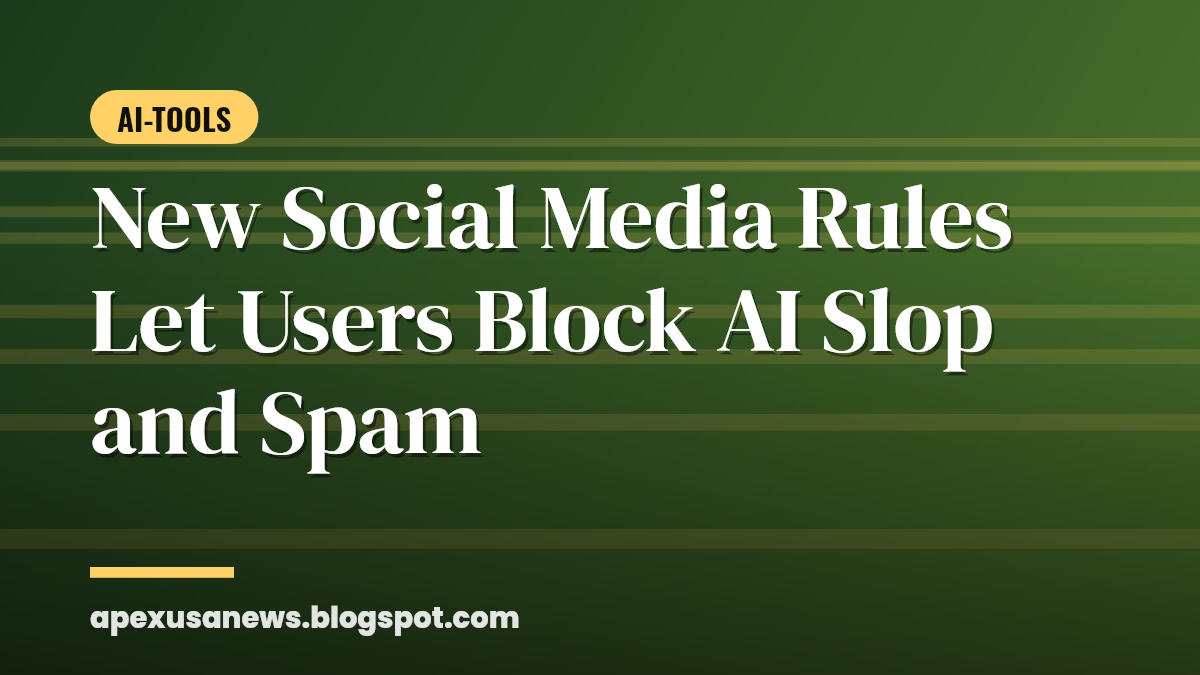 AI-TOOLS
New Social Media Rules
Let Users Block AI Slop
and Spam
apexusanews.blogspot.com